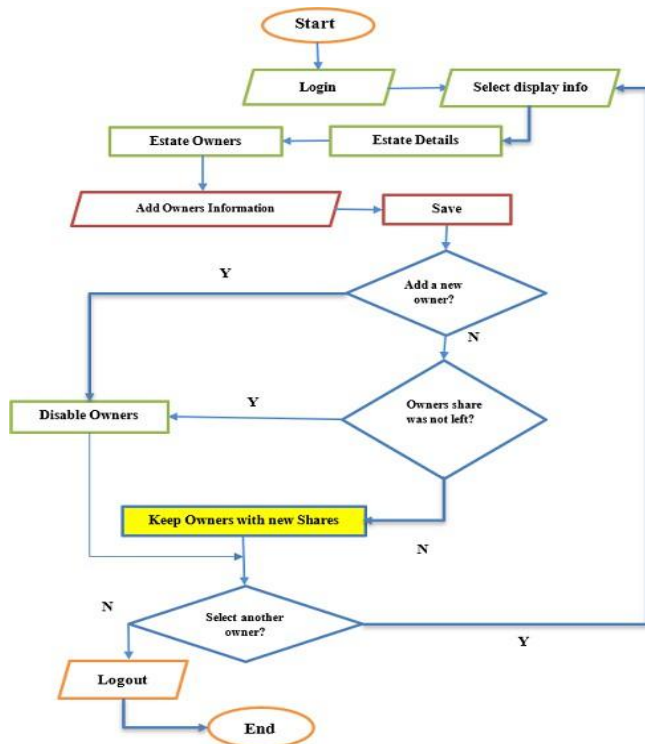 Start
Login
Select display info
Estate Owners
Estate Details
Add Owners Information
Save
Y
Add a new
owner?
N
Disable Owners
Y
Owners share
was not left?
Keep Owners with new Shares
N
N
Select another
owner?
Y
Logout
End